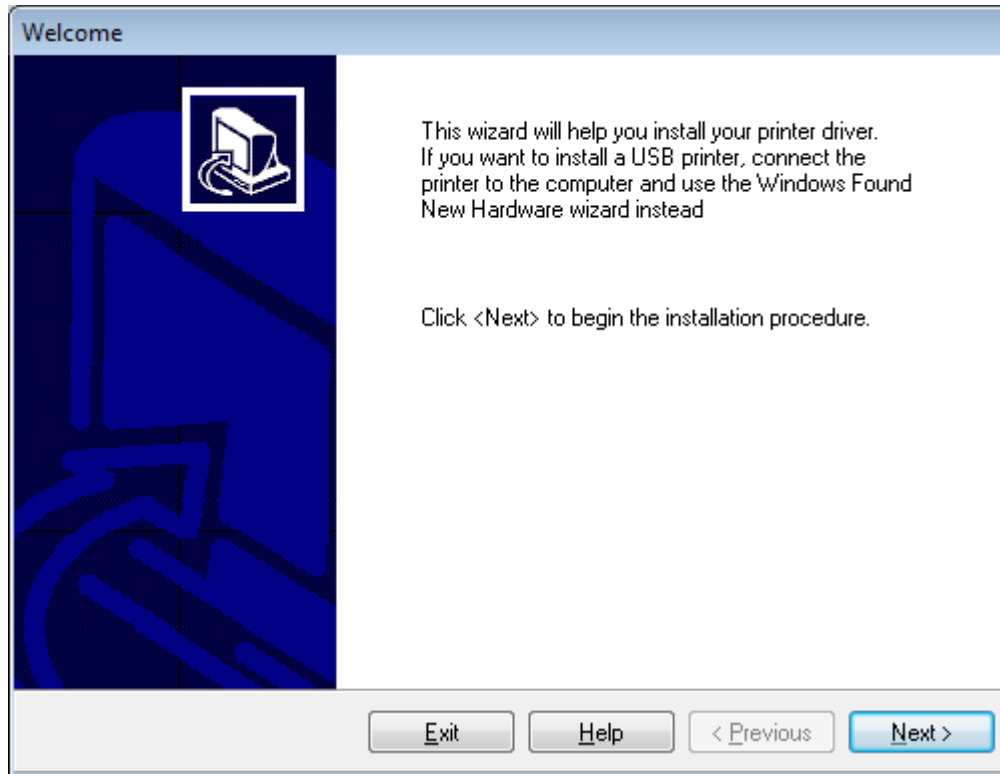 Welcome
This wizard will help you install your printer driver.
If you want to install a USB printer, connect the
printer to the computer and use the Windows Found
New Hardware wizard instead
Click <Next> to begin the installation procedure.
Exit Help < Previous Next >